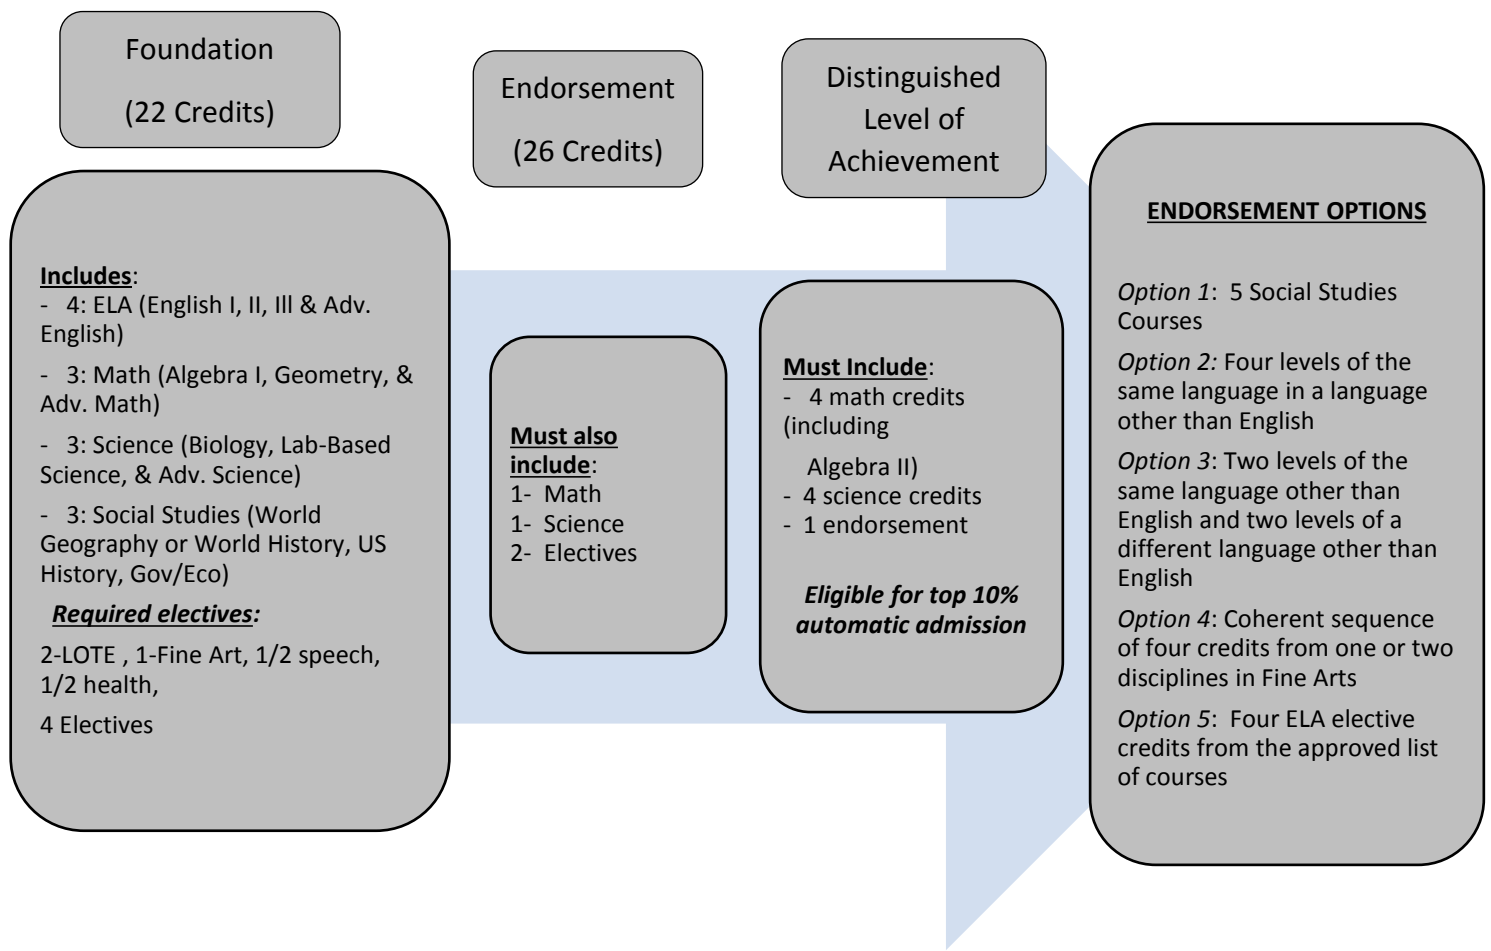 Foundation
(22 Credits)
Endorsement
(26 Credits)
Distinguished
Level of
Achievement
Includes:
- 4: ELA (English I, II, Ill & Adv.
English)
- 3: Math (Algebra I, Geometry, &
Adv. Math)
- 3: Science (Biology, Lab-Based
Science, & Adv. Science)
- 3: Social Studies (World
Geography or World History, US
History, Gov/Eco)
Required electives:
2-LOTE , 1-Fine Art, 1/2 speech,
1/2 health,
4 Electives
Must also
include:
1- Math
1- Science
2- Electives
Must Include:
- 4 math credits
(including
Algebra II)
- 4 science credits
- 1 endorsement
Eligible for top 10%
automatic admission
ENDORSEMENT OPTIONS
Option 1: 5 Social Studies
Courses
Option 2: Four levels of the
same language in a language
other than English
Option 3: Two levels of the
same language other than
English and two levels of a
different language other than
English
Option 4: Coherent sequence
of four credits from one or two
disciplines in Fine Arts
Option 5: Four ELA elective
credits from the approved list
of courses